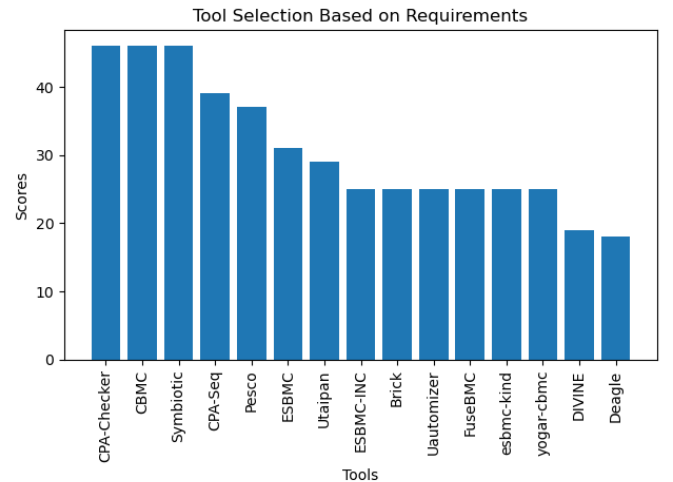 Tool Selection Based on Requirements
Scores
40
30
20
10
0
CPA-Checker
CBMC
Symbiotic
CPA-Seq
Pesco
ESBMC
Utaipan
ESBMC-INC
Brick
Uautomizer
FuseBMC
esbmc-kind
yogar-cbmc
DIVINE
Deagle
Tools